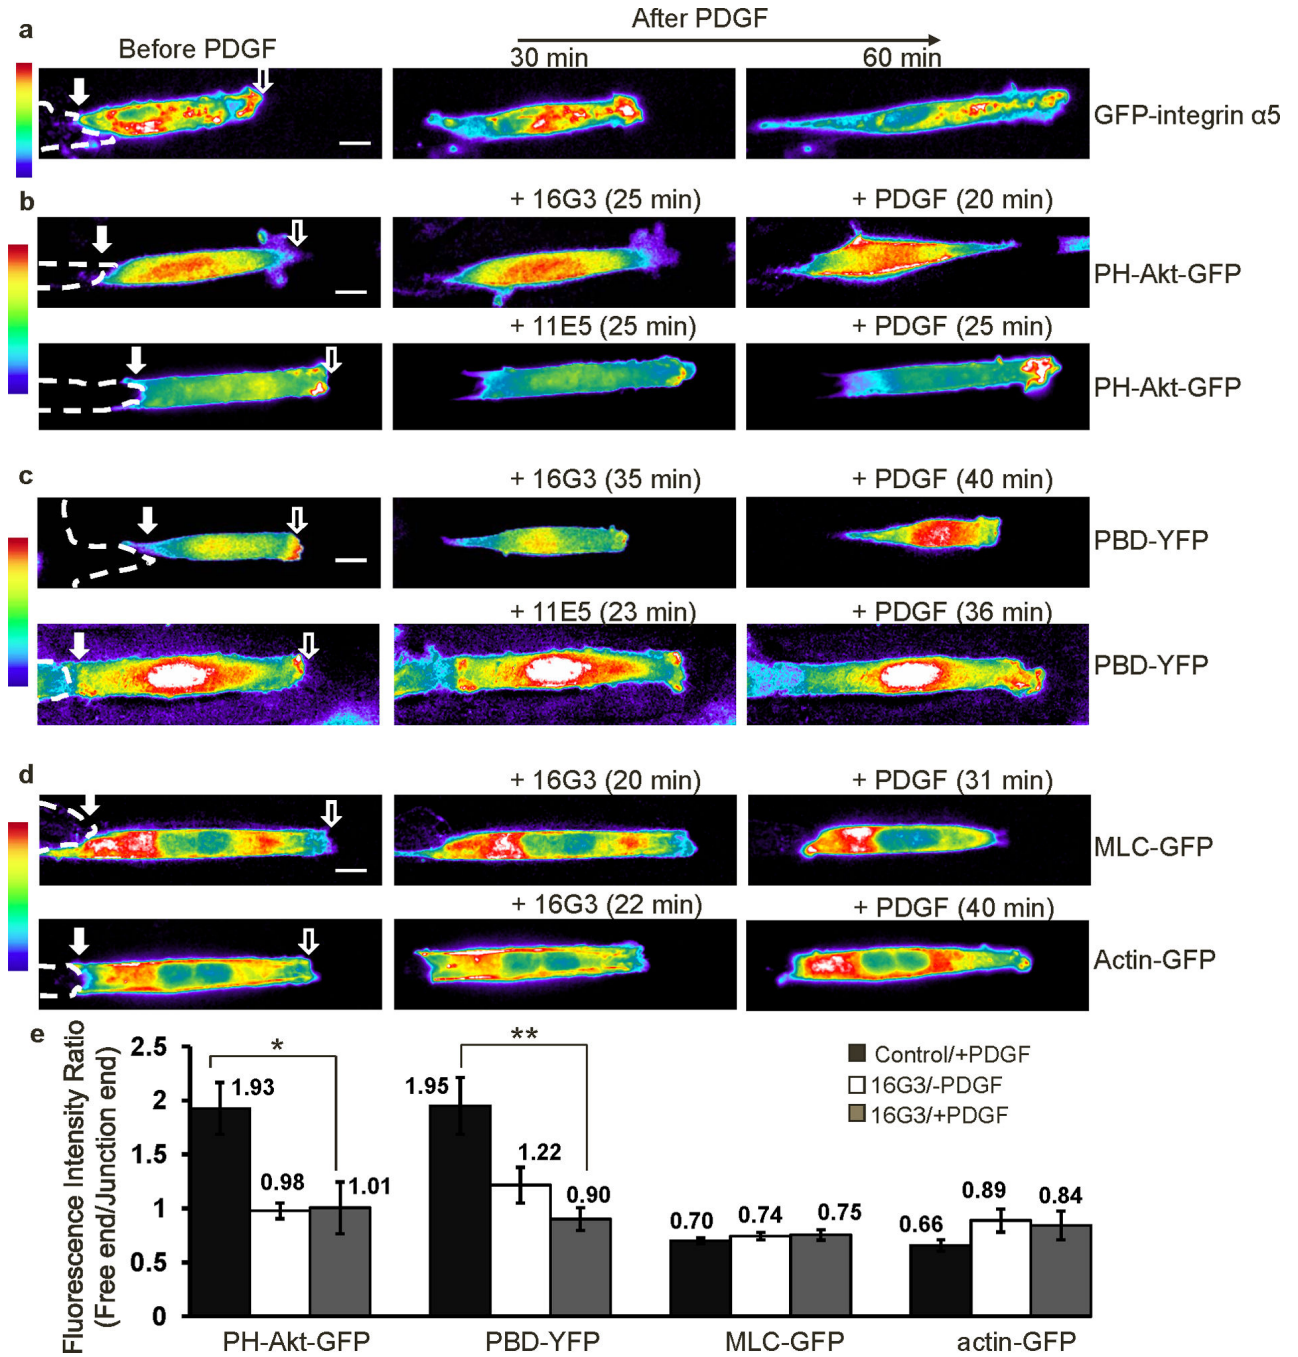 a
After PDGF
Before PDGF
30 min
60 min
GFP-integrin α5
b
+ 16G3 (25 min)
+ PDGF (20 min)
PH-Akt-GFP
+ 11E5 (25 min)
+ PDGF (25 min)
PH-Akt-GFP
c
+ 16G3 (35 min)
+ PDGF (40 min)
PBD-YFP
+ 11E5 (23 min)
+ PDGF (36 min)
PBD-YFP
d
+ 16G3 (20 min)
+ PDGF (31 min)
MLC-GFP
+ 16G3 (22 min)
+ PDGF (40 min)
Actin-GFP
e
Fluorescence Intensity Ratio
(Free end/Junction end)
2.5
2
1.5
1
0.5
0
*
**
1.93
0.98
1.01
1.95
1.22
0.90
0.70
0.74
0.75
0.66
0.89
0.84
Control/+PDGF
16G3/-PDGF
16G3/+PDGF
PH-Akt-GFP
PBD-YFP
MLC-GFP
actin-GFP